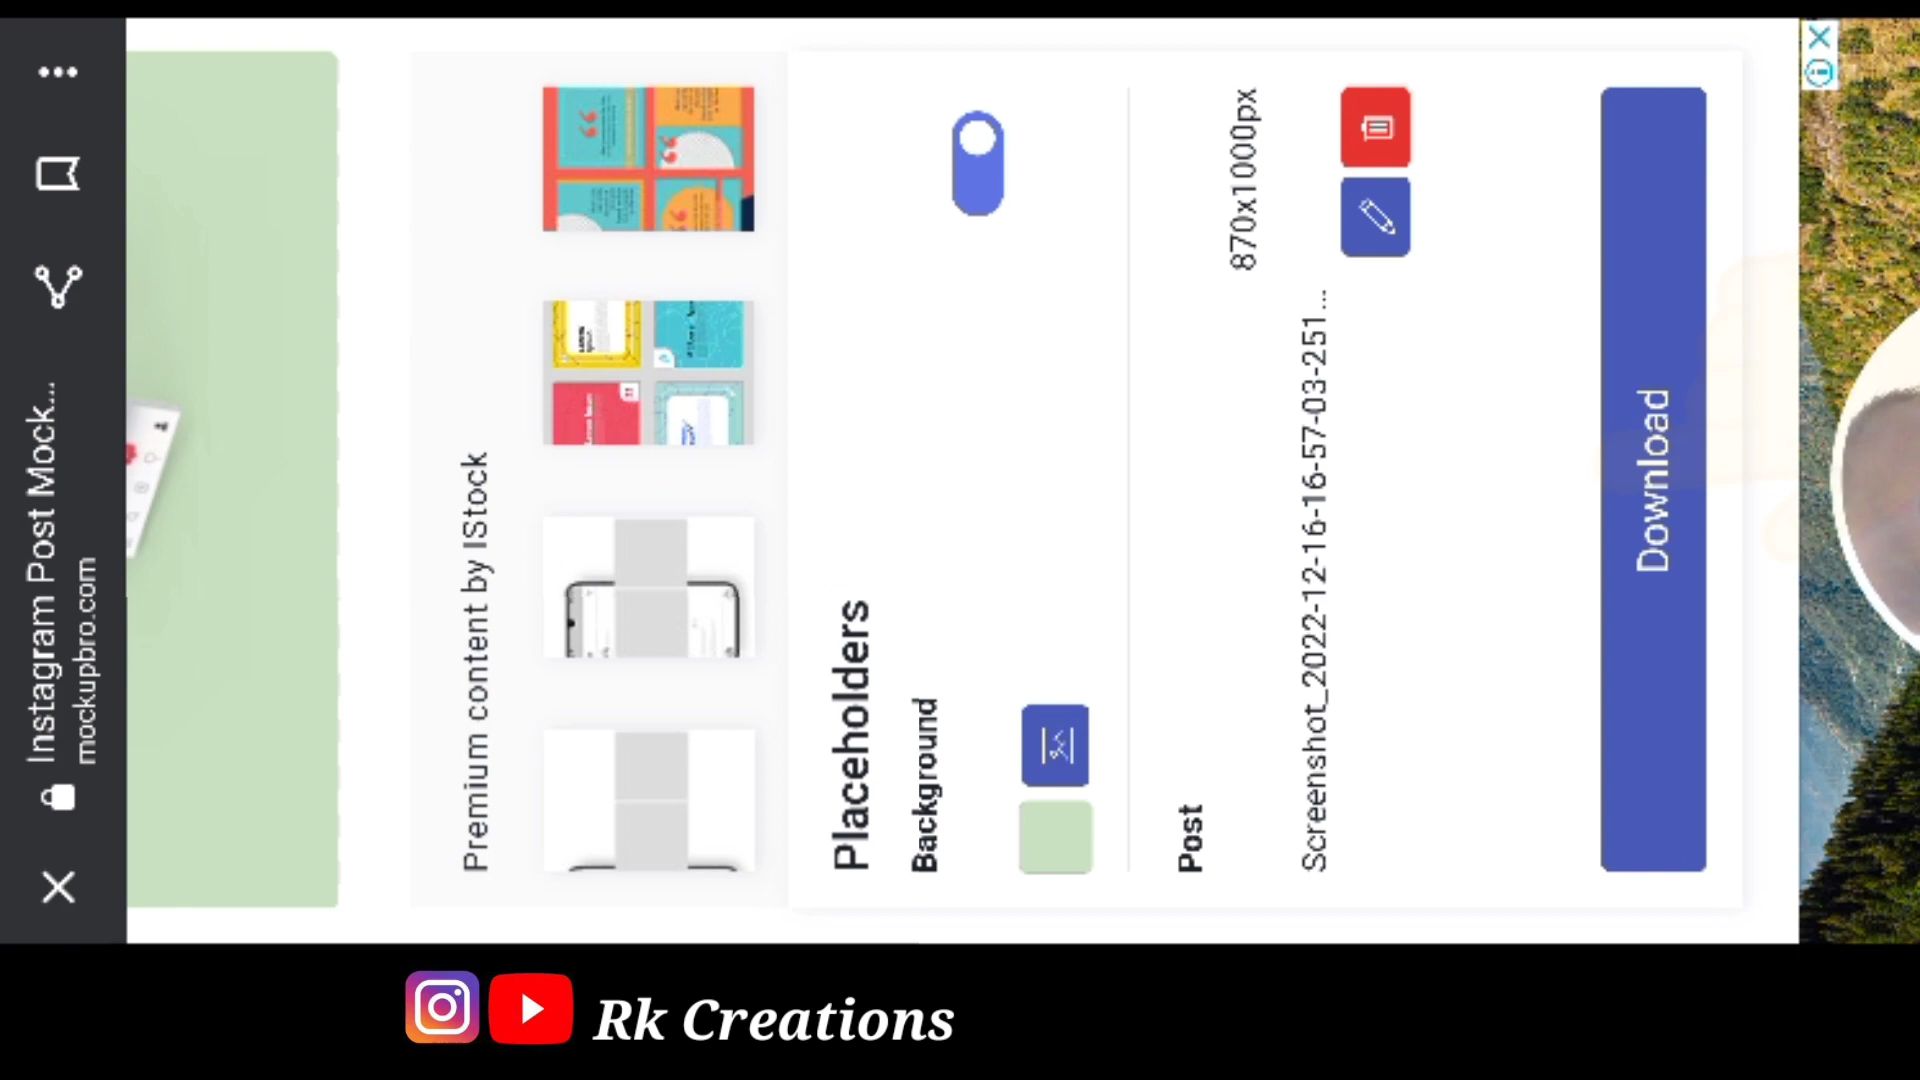 Instagram Post Mock...
mockupbro.com
Premium content by IStock
Placeholders
Background
Post
870x1000px
Screenshot_2022-12-16-16-57-03-251...
Download
Rk Creations